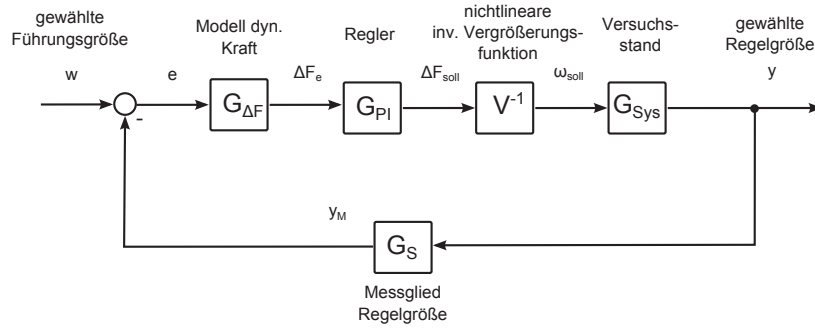 gewählte
Führungsgröße
w
e
Modell dyn.
Kraft
G_ΔF
ΔF_e
Regler
G_PI
ΔF_soll
nichtlineare
inv. Vergrößerungs-
funktion
V⁻¹
ω_soll
Versuchs-
stand
G_Sys
gewählte
Regelgröße
y
-
y_M
G_S
Messglied
Regelgröße